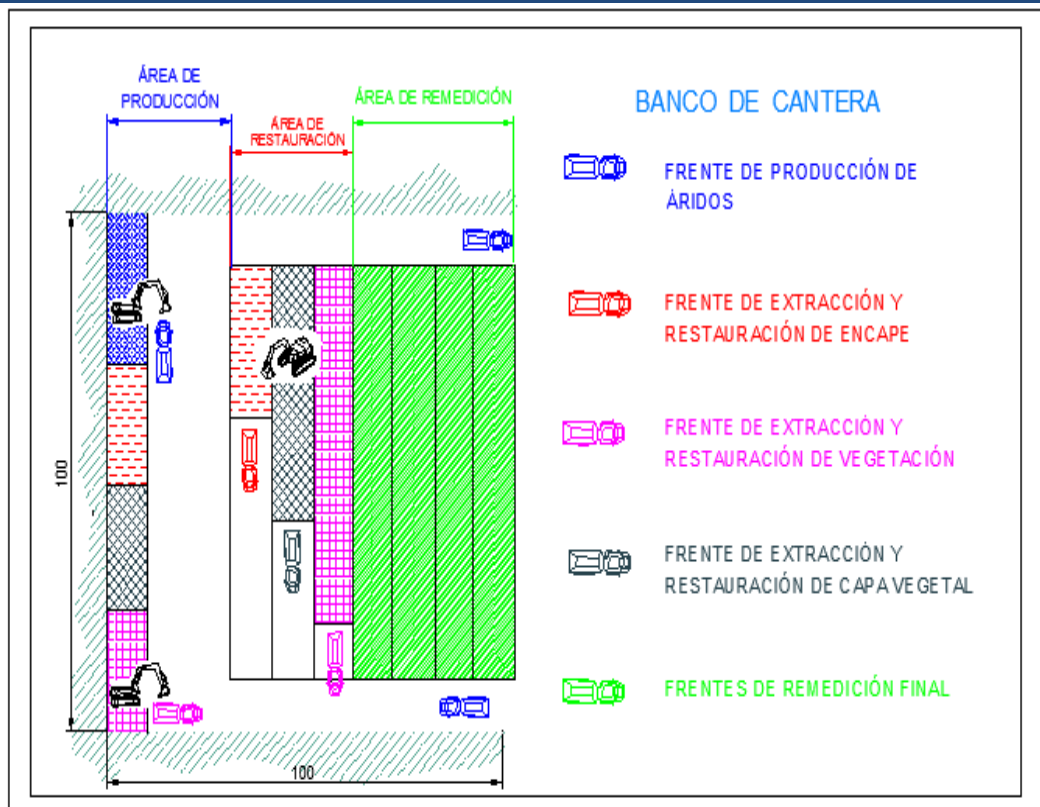 ÁREA DE
PRODUCCIÓN
ÁREA DE
RESTAURACIÓN
ÁREA DE REMEDICIÓN
BANCO DE CANTERA
FRENTE DE PRODUCCIÓN DE
ÀRIDOS
FRENTE DE EXTRACCIÓN Y
RESTAURACIÓN DE ENCAPE
FRENTE DE EXTRACCIÓN Y
RESTAURACIÓN DE VEGETACIÓN
FRENTE DE EXTRACCIÓN Y
RESTAURACIÓN DE CAPA VEGETAL
FRENTES DE REMEDICIÓN FINAL
100
100